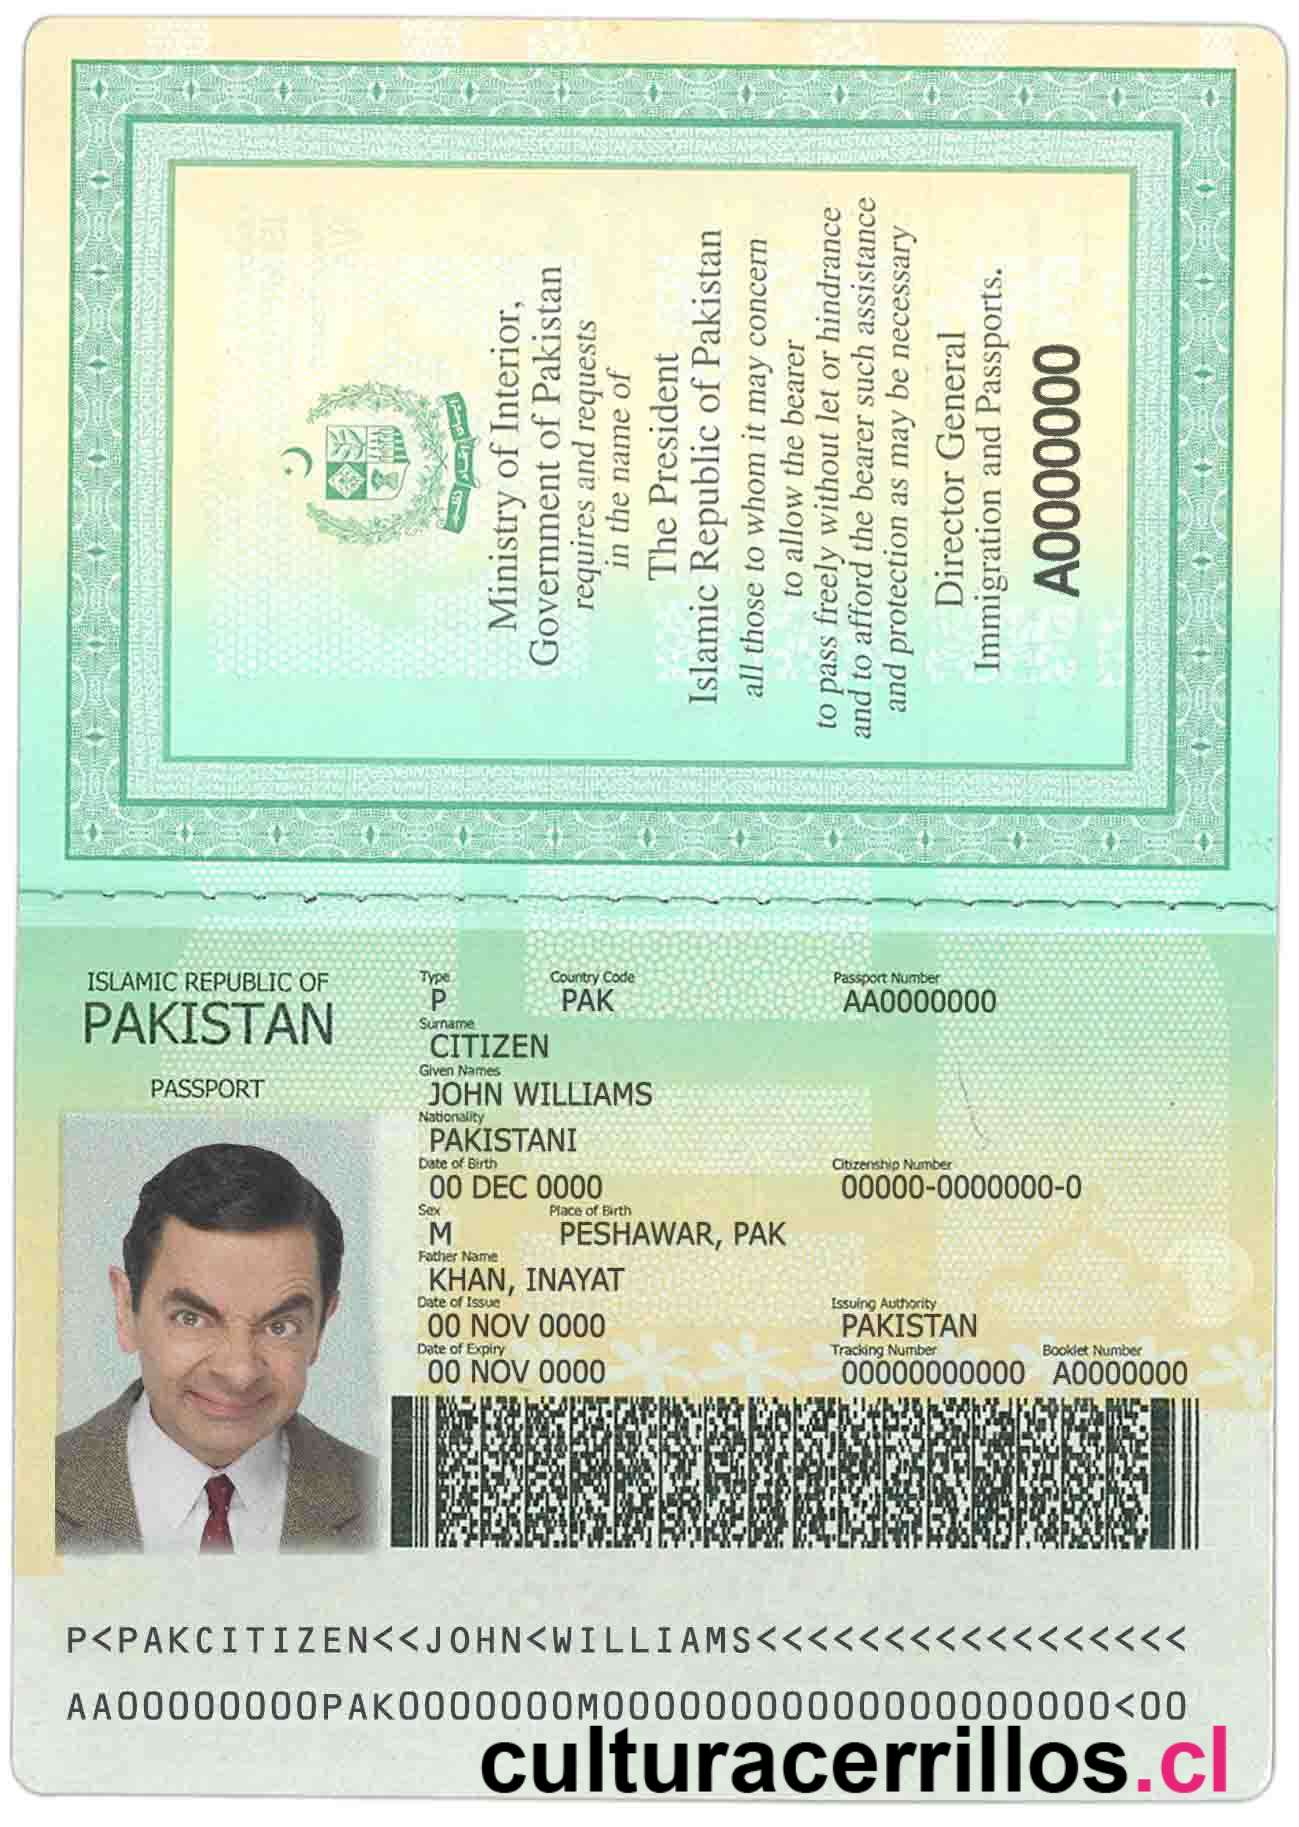 Ministry of Interior,
Government of Pakistan
requires and requests
in the name of
The President
Islamic Republic of Pakistan
all those to whom it may concern
to allow the bearer
to pass freely without let or hindrance
and to afford the bearer such assistance
and protection as may be necessary
Director General
Immigration and Passports.
A0000000
ISLAMIC REPUBLIC OF
PAKISTAN
PASSPORT
Type Country Code Passport Number
P PAK AA0000000
Surname
CITIZEN
Given Names
JOHN WILLIAMS
Nationality
PAKISTANI
Date of Birth Citizenship Number
00 DEC 0000 00000-0000000-0
Sex Place of Birth
M PESHAWAR, PAK
Father Name
KHAN, INAYAT
Date of Issue Issuing Authority
00 NOV 0000 PAKISTAN
Date of Expiry Tracking Number Booklet Number
00 NOV 0000 00000000000 A0000000
P<PAKCITIZEN<<JOHN<WILLIAMS<<<<<<<<<<<<<<<<<
AA00000000PAK0000000M00000000000000000000<00
culturacerrillos.cl